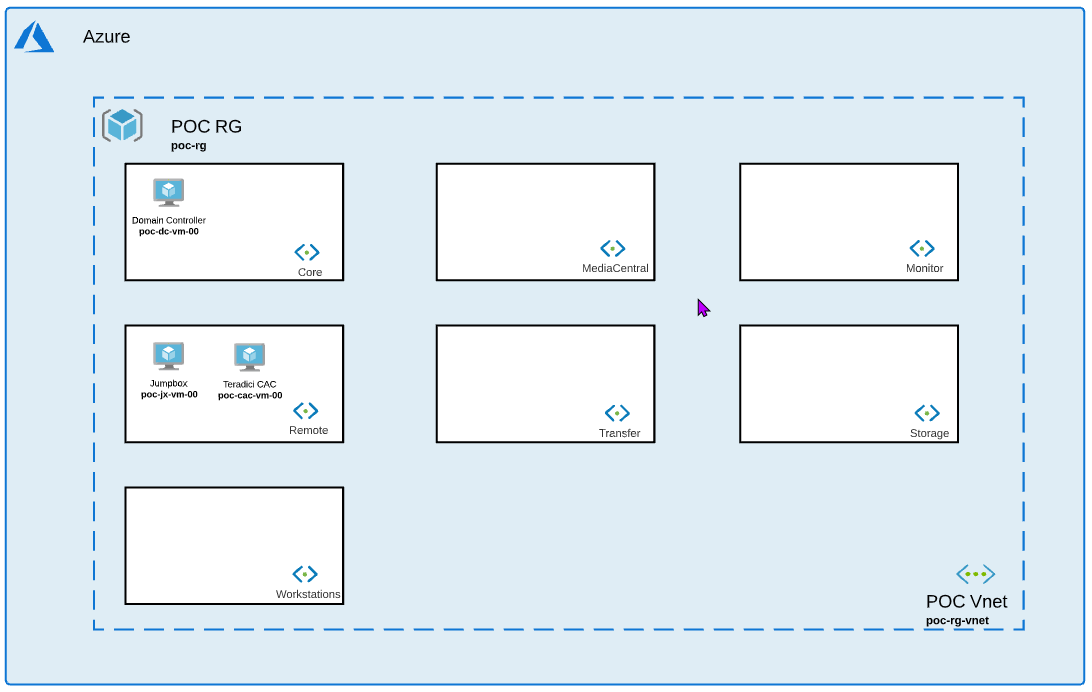 Azure
POC RG
poc-rg
Domain Controller
poc-dc-vm-00
Core
MediaCentral
Monitor
Jumpbox
poc-jx-vm-00
Teradici CAC
poc-cac-vm-00
Remote
Transfer
Storage
Workstations
POC Vnet
poc-rg-vnet